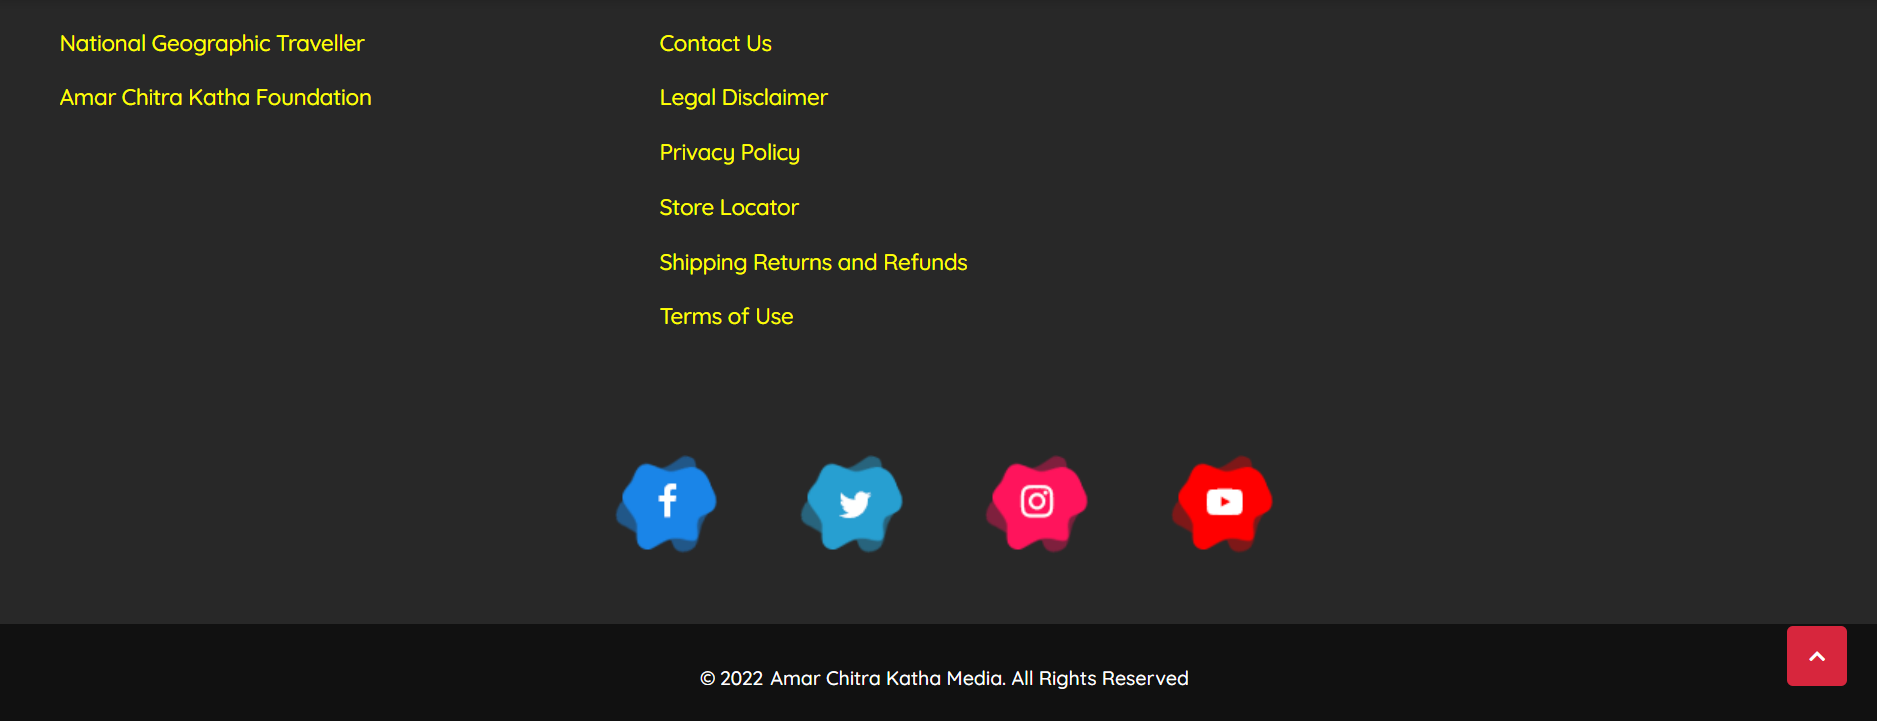 National Geographic Traveller
Amar Chitra Katha Foundation
Contact Us
Legal Disclaimer
Privacy Policy
Store Locator
Shipping Returns and Refunds
Terms of Use
© 2022 Amar Chitra Katha Media. All Rights Reserved